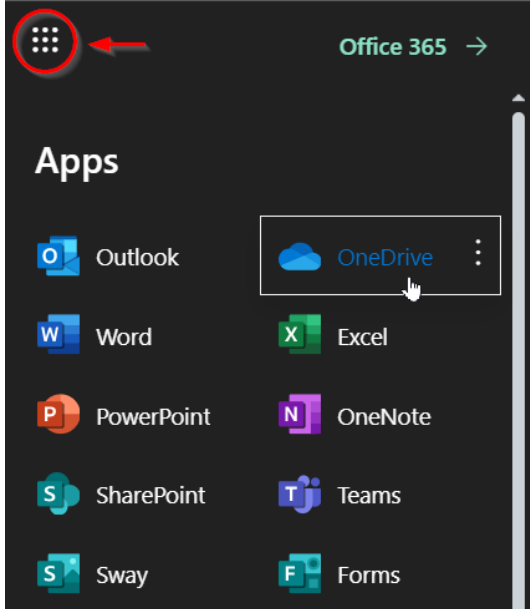 Office 365 →
Apps
Outlook
OneDrive
Word
Excel
PowerPoint
OneNote
SharePoint
Teams
Sway
Forms